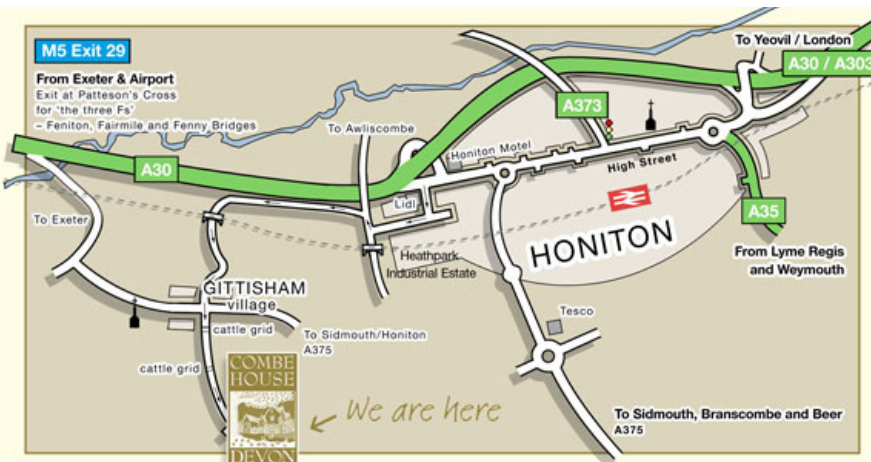 M5 Exit 29
From Exeter & Airport
Exit at Patteson's Cross
for 'the three Fs'
– Feniton, Fairmile and Fenny Bridges
To Yeovil / London
A30 / A303
A373
To Awliscombe
Honiton Motel
High Street
A30
Lidl
To Exeter
A35
HONITON
From Lyme Regis
and Weymouth
Heathpark
Industrial Estate
GITTISHAM
village
Tesco
cattle grid
To Sidmouth/Honiton
A375
cattle grid
COMBE
HOUSE
DEVON
We are here
To Sidmouth, Branscombe and Beer
A375